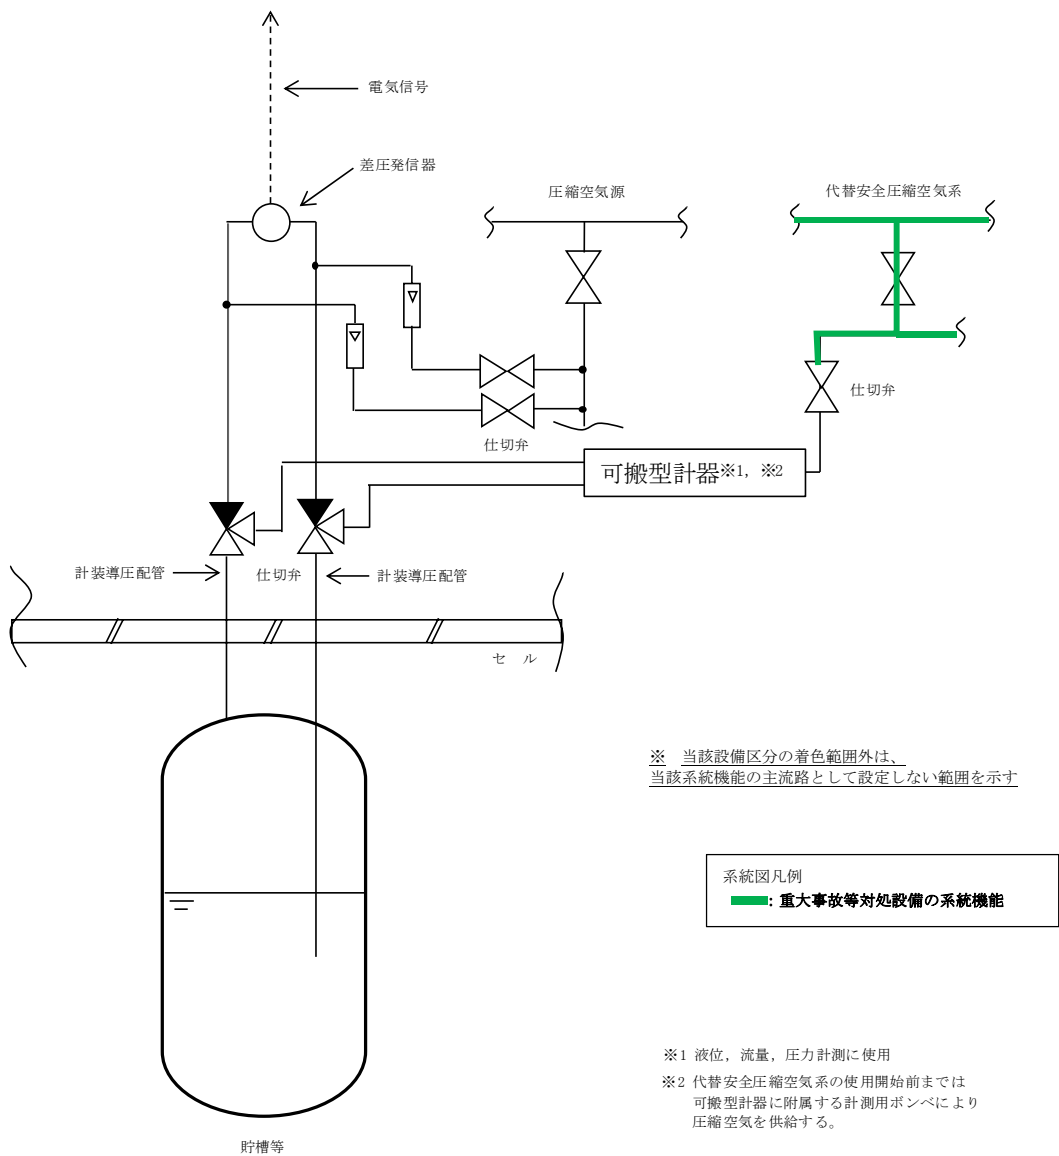 電気信号
差圧発信器
圧縮空気源
代替安全圧縮空気系
仕切弁
仕切弁
可搬型計器※1, ※2
計装導圧配管
仕切弁
計装導圧配管
セ ル
※ 当該設備区分の着色範囲外は、
当該系統機能の主流路として設定しない範囲を示す
系統図凡例
: 重大事故等対処設備の系統機能
※1 液位，流量，圧力計測に使用
※2 代替安全圧縮空気系の使用開始前までは
可搬型計器に附属する計測用ボンベにより
圧縮空気を供給する。
貯槽等